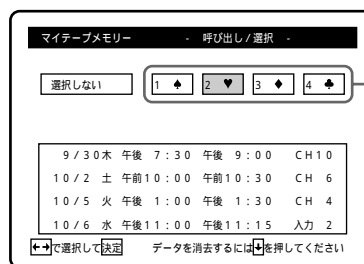 マイテープメモリー - 呼び出し/選択 -
選択しない 1 ♠ 2 ♥ 3 ♦ 4 ♣
9/30木 午後 7:30 午後 9:00 CH10
10/2 土 午前10:00 午前10:30 CH 6
10/5 火 午後 1:00 午後 1:30 CH 4
10/6 水 午後11:00 午後11:15 入力 2
←→で選択して決定 データを消去するには↓を押してください